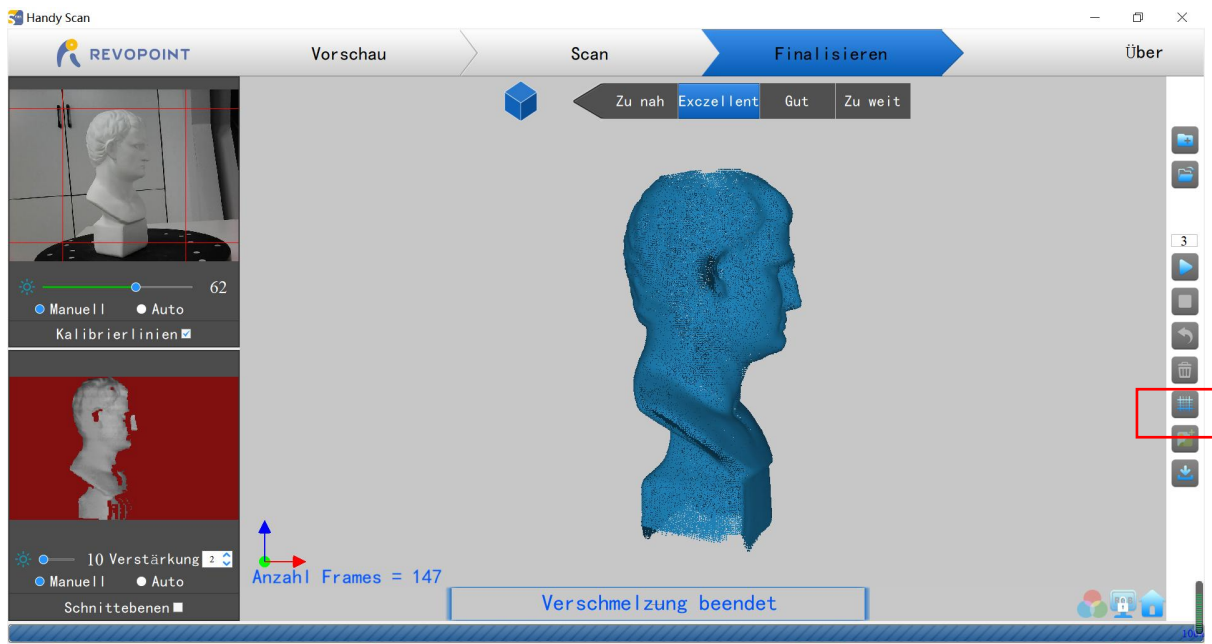 Handy Scan
REVOPOINT
Vorschau
Scan
Finalisieren
Über
Zu nah
Exczellent
Gut
Zu weit
62
Manuell
Auto
Kalibrierlinien
3
10 Verstärkung 2
Manuell
Auto
Schnittebenen
Anzahl Frames = 147
Verschmelzung beendet